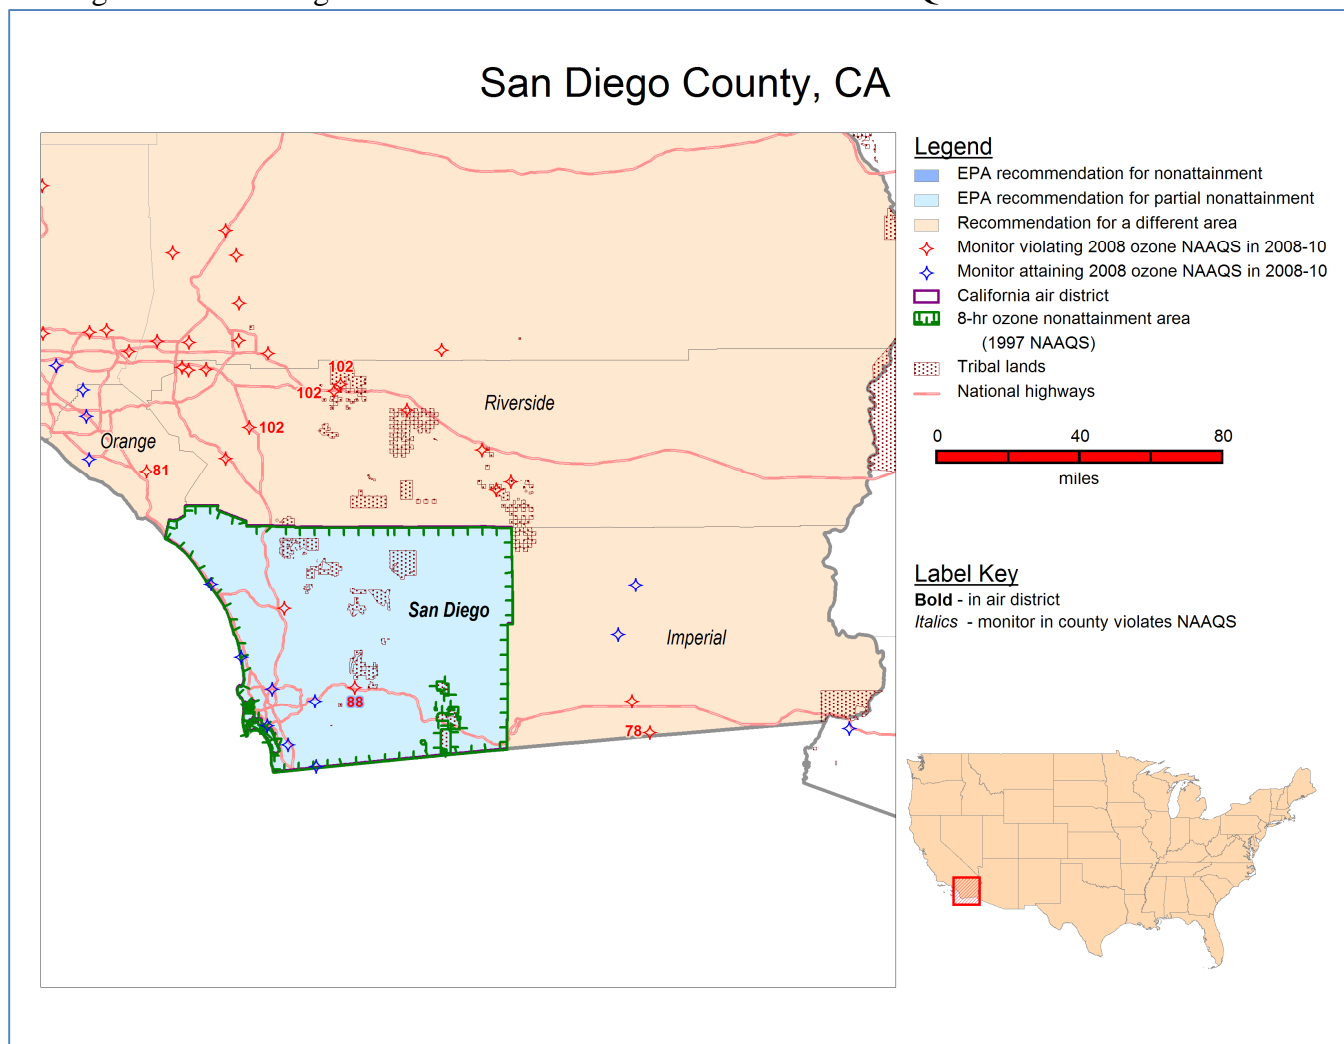 San Diego County, CA
Legend
EPA recommendation for nonattainment
EPA recommendation for partial nonattainment
Recommendation for a different area
Monitor violating 2008 ozone NAAQS in 2008-10
Monitor attaining 2008 ozone NAAQS in 2008-10
California air district
8-hr ozone nonattainment area
(1997 NAAQS)
Tribal lands
National highways
0 40 80
miles
102
102
Riverside
102
Orange
81
San Diego
Imperial
88
78
Label Key
Bold - in air district
Italics - monitor in county violates NAAQS